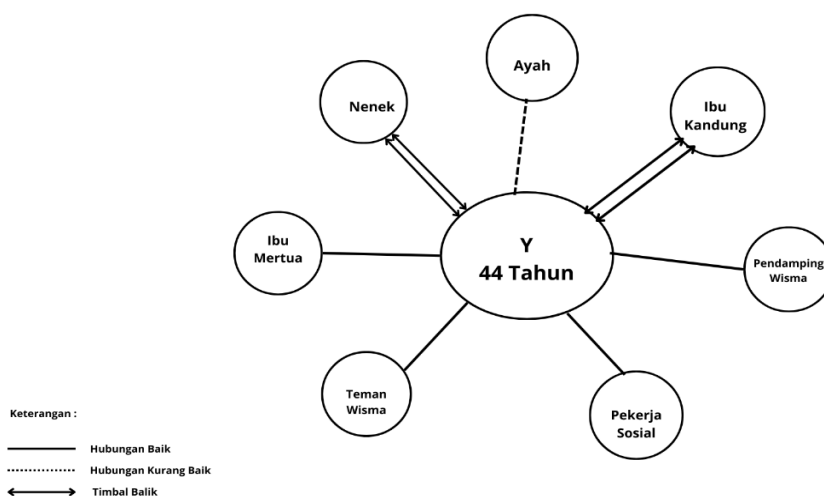 Ayah
Nenek
Ibu
Kandung
Y
44 Tahun
Ibu
Mertua
Pendamping
Wisma
Teman
Wisma
Pekerja
Sosial
Keterangan :
Hubungan Baik
Hubungan Kurang Baik
Timbal Balik